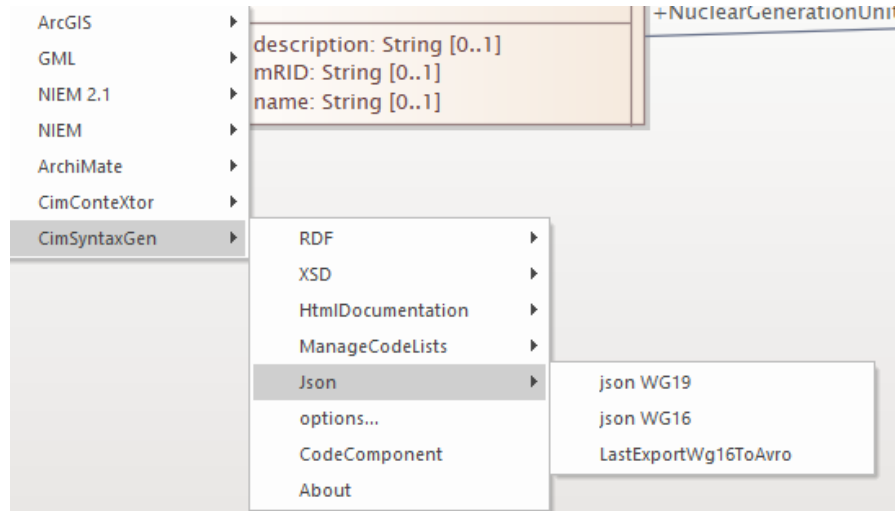 ArcGIS
GML
NIEM 2.1
NIEM
ArchiMate
CimConteXtor
CimSyntaxGen
description: String [0..1]
mRID: String [0..1]
name: String [0..1]
+NuclearGenerationUnit
RDF
XSD
HtmlDocumentation
ManageCodeLists
Json
options...
CodeComponent
About
json WG19
json WG16
LastExportWg16ToAvro